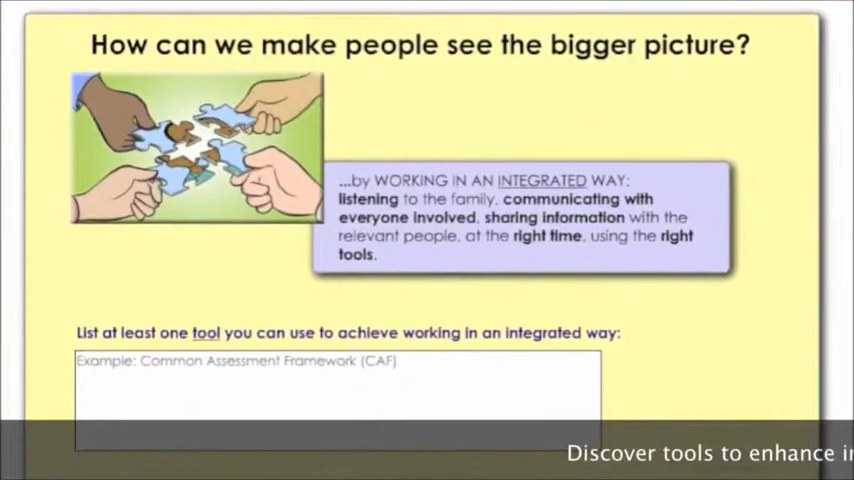 How can we make people see the bigger picture?
...by WORKING IN AN INTEGRATED WAY:
listening to the family, communicating with
everyone involved, sharing information with the
relevant people, at the right time, using the right
tools.
List at least one tool you can use to achieve working in an integrated way:
Example: Common Assessment Framework (CAF)
Discover tools to enhance